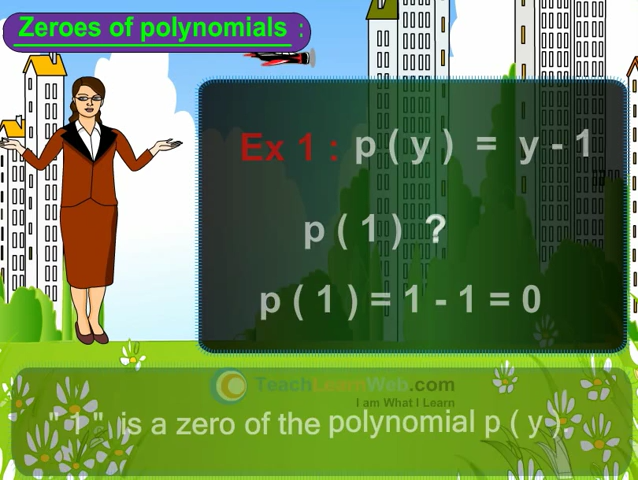 Zeroes of polynomials :
Ex 1 : p ( y ) = y - 1
p ( 1 ) ?
p ( 1 ) = 1 - 1 = 0
TeachLearnWeb.com
I am What I Learn
" 1 " is a zero of the polynomial p ( y ).